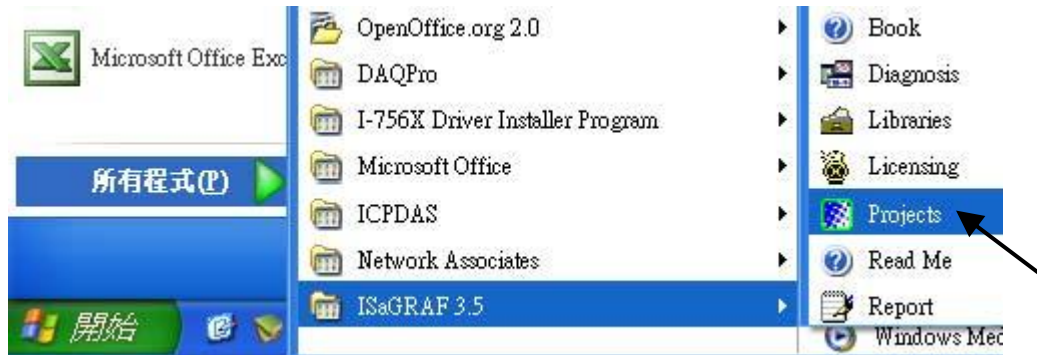 Microsoft Office Exc
所有程式(P)
開始
OpenOffice.org 2.0
DAQPro
I-756X Driver Installer Program
Microsoft Office
ICPDAS
Network Associates
ISaGRAF 3.5
Book
Diagnosis
Libraries
Licensing
Projects
Read Me
Report
Windows Med